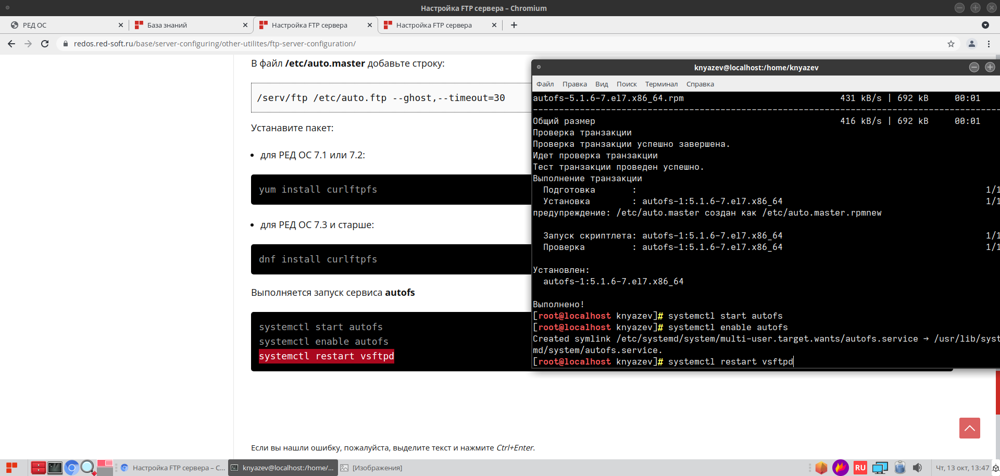 Настройка FTP сервера – Chromium
РЕД ОС
База знаний
Настройка FTP сервера
Настройка FTP сервера
redos.red-soft.ru/base/server-configuring/other-utilites/ftp-server-configuration/
В файл /etc/auto.master добавьте строку:
/serv/ftp /etc/auto.ftp --ghost,--timeout=30
Устанавите пакет:
• для РЕД ОС 7.1 или 7.2:
yum install curlftpfs
• для РЕД ОС 7.3 и старше:
dnf install curlftpfs
Выполняется запуск сервиса autofs
systemctl start autofs
systemctl enable autofs
systemctl restart vsftpd
Если вы нашли ошибку, пожалуйста, выделите текст и нажмите Ctrl+Enter.
knyazev@localhost:/home/knyazev
Файл Правка Вид Поиск Терминал Справка
autofs-5.1.6-7.el7.x86_64.rpm 431 kB/s | 692 kB 00:01
--------------------------------------------------------------------------------
Общий размер 416 kB/s | 692 kB 00:01
Проверка транзакции
Проверка транзакции успешно завершена.
Идет проверка транзакции
Тест транзакции проведен успешно.
Выполнение транзакции
Подготовка : 1/1
Установка : autofs-1:5.1.6-7.el7.x86_64 1/1
предупреждение: /etc/auto.master создан как /etc/auto.master.rpmnew
Запуск скриптлета: autofs-1:5.1.6-7.el7.x86_64 1/1
Проверка : autofs-1:5.1.6-7.el7.x86_64 1/1
Установлен:
autofs-1:5.1.6-7.el7.x86_64
Выполнено!
[root@localhost knyazev]# systemctl start autofs
[root@localhost knyazev]# systemctl enable autofs
Created symlink /etc/systemd/system/multi-user.target.wants/autofs.service → /usr/lib/syst
md/system/autofs.service.
[root@localhost knyazev]# systemctl restart vsftpd
Настройка FTP сервера – C...
knyazev@localhost:/home/...
[Изображения]
RU
Чт, 13 окт, 13:47